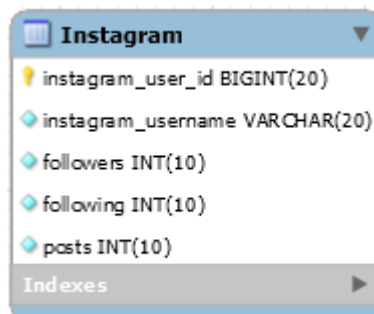 Instagram
instagram_user_id BIGINT(20)
instagram_username VARCHAR(20)
followers INT(10)
following INT(10)
posts INT(10)
Indexes